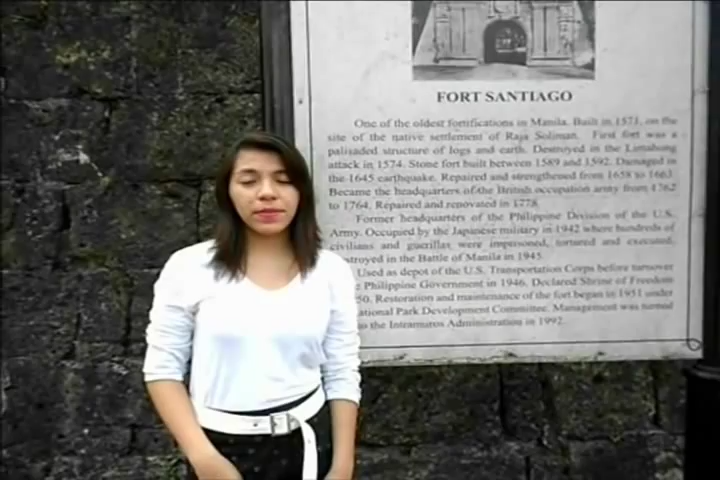 FORT SANTIAGO
One of the oldest fortifications in Manila. Built in 1571, on the
site of the native settlement of Raja Soliman. First fort was a
palisaded structure of logs and earth. Destroyed in the Limahong
attack in 1574. Stone fort built between 1589 and 1592. Damaged in
the 1645 earthquake. Repaired and strengthened from 1658 to 1663.
Became the headquarters of the British occupation army from 1762
to 1764. Repaired and renovated in 1778.
Former headquarters of the Philippine Division of the U.S.
Army. Occupied by the Japanese military in 1942 where hundreds of
civilians and guerillas were imprisoned, tortured and executed.
stroyed in the Battle of Manila in 1945.
Used as depot of the U.S. Transportation Corps before turnover
e Philippine Government in 1946. Declared Shrine of Freedom
50. Restoration and maintenance of the fort began in 1951 under
ational Park Development Committee. Management was turned
o the Intramuros Administration in 1992.